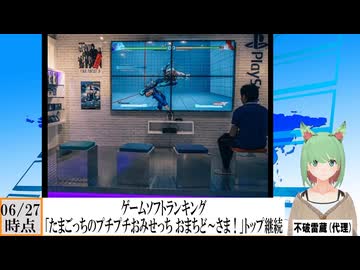 PlayS
06/27
時点
ゲームソフトランキング
「たまごっちのプチプチおみせっち おまちど～さま！」トップ継続
不破雷蔵(代理)